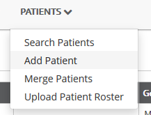 PATIENTS
Search Patients
Add Patient
Merge Patients
Upload Patient Roster